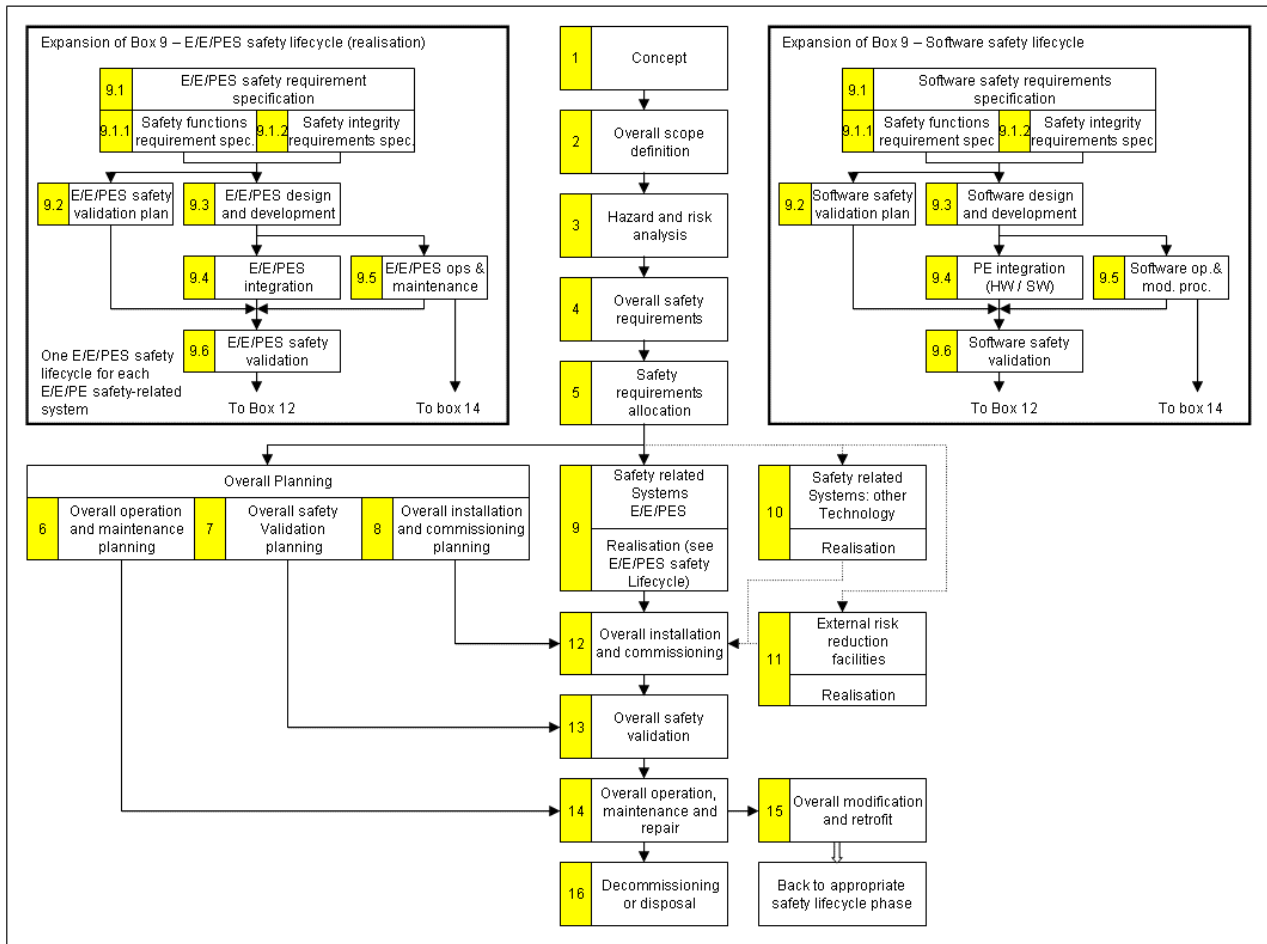 Expansion of Box 9 – E/E/PES safety lifecycle (realisation)
9.1
E/E/PES safety requirement
specification
9.1.1
Safety functions
requirement spec.
9.1.2
Safety integrity
requirements spec.
9.2
E/E/PES safety
validation plan
9.3
E/E/PES design
and development
9.4
E/E/PES
integration
9.5
E/E/PES ops &
maintenance
9.6
E/E/PES safety
validation
One E/E/PES safety
lifecycle for each
E/E/PE safety-related
system
To Box 12
To box 14
1
Concept
2
Overall scope
definition
3
Hazard and risk
analysis
4
Overall safety
requirements
5
Safety
requirements
allocation
Expansion of Box 9 – Software safety lifecycle
9.1
Software safety requirements
specification
9.1.1
Safety functions
requirement spec.
9.1.2
Safety integrity
requirements spec
9.2
Software safety
validation plan
9.3
Software design
and development
9.4
PE integration
(HW / SW)
9.5
Software op.&
mod. proc.
9.6
Software safety
validation
To Box 12
To box 14
Overall Planning
6
Overall operation
and maintenance
planning
7
Overall safety
Validation
planning
8
Overall installation
and commissioning
planning
9
Safety related
Systems
E/E/PES
Realisation (see
E/E/PES safety
Lifecycle)
10
Safety related
Systems: other
Technology
Realisation
11
External risk
reduction
facilities
Realisation
12
Overall installation
and commissioning
13
Overall safety
validation
14
Overall operation,
maintenance and
repair
15
Overall modification
and retrofit
16
Decommissioning
or disposal
Back to appropriate
safety lifecycle phase